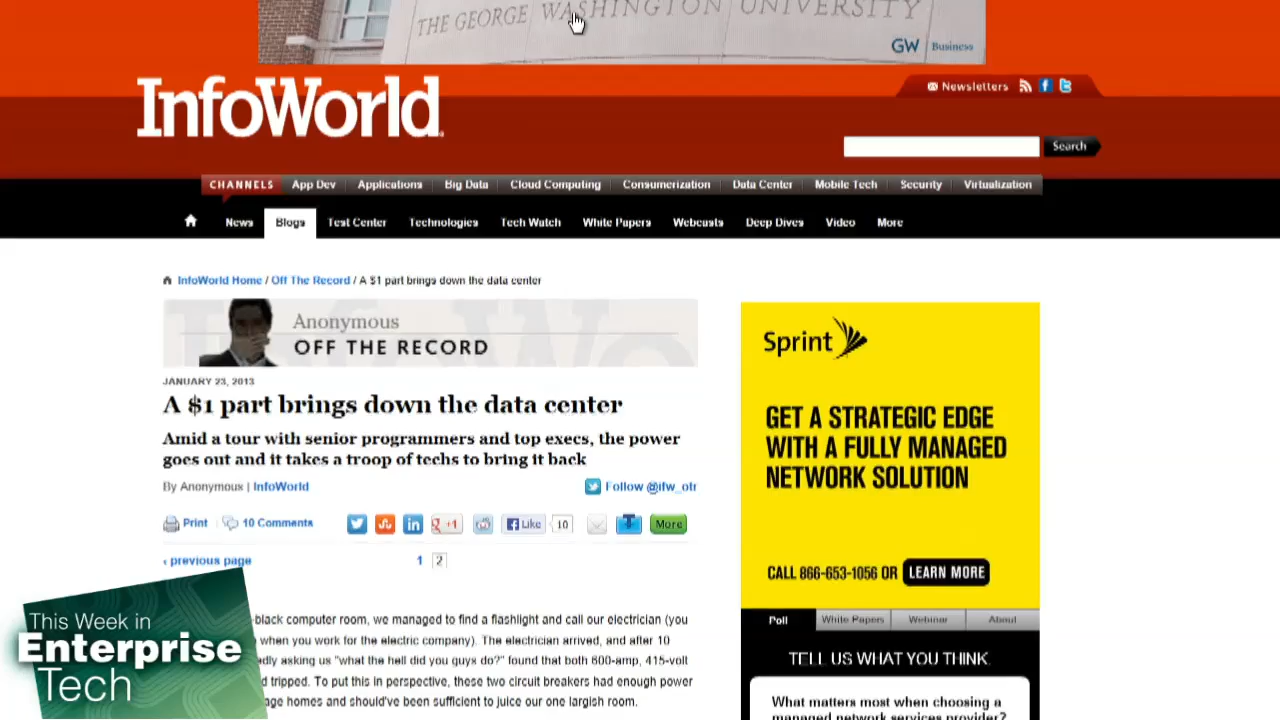 THE GEORGE WASHINGTON UNIVERSITY
GW Business
InfoWorld
Newsletters
Search
CHANNELS App Dev Applications Big Data Cloud Computing Consumerization Data Center Mobile Tech Security Virtualization
News Blogs Test Center Technologies Tech Watch White Papers Webcasts Deep Dives Video More
InfoWorld Home / Off The Record / A $1 part brings down the data center
Anonymous
OFF THE RECORD
JANUARY 23, 2013
A $1 part brings down the data center
Amid a tour with senior programmers and top execs, the power
goes out and it takes a troop of techs to bring it back
By Anonymous | InfoWorld
Follow @ifw_otr
Print 10 Comments +1 Like 10 More
‹ previous page 1 2
-black computer room, we managed to find a flashlight and call our electrician (you
when you work for the electric company). The electrician arrived, and after 10
asking us "what the hell did you guys do?" found that both 600-amp, 415-volt
tripped. To put this in perspective, these two circuit breakers had enough power
homes and should've been sufficient to juice our one largish room.
This Week in
Enterprise
Tech
Sprint
GET A STRATEGIC EDGE
WITH A FULLY MANAGED
NETWORK SOLUTION
CALL 866-653-1056 OR LEARN MORE
Poll White Papers Webinar About
TELL US WHAT YOU THINK.
What matters most when choosing a
managed network services provider?